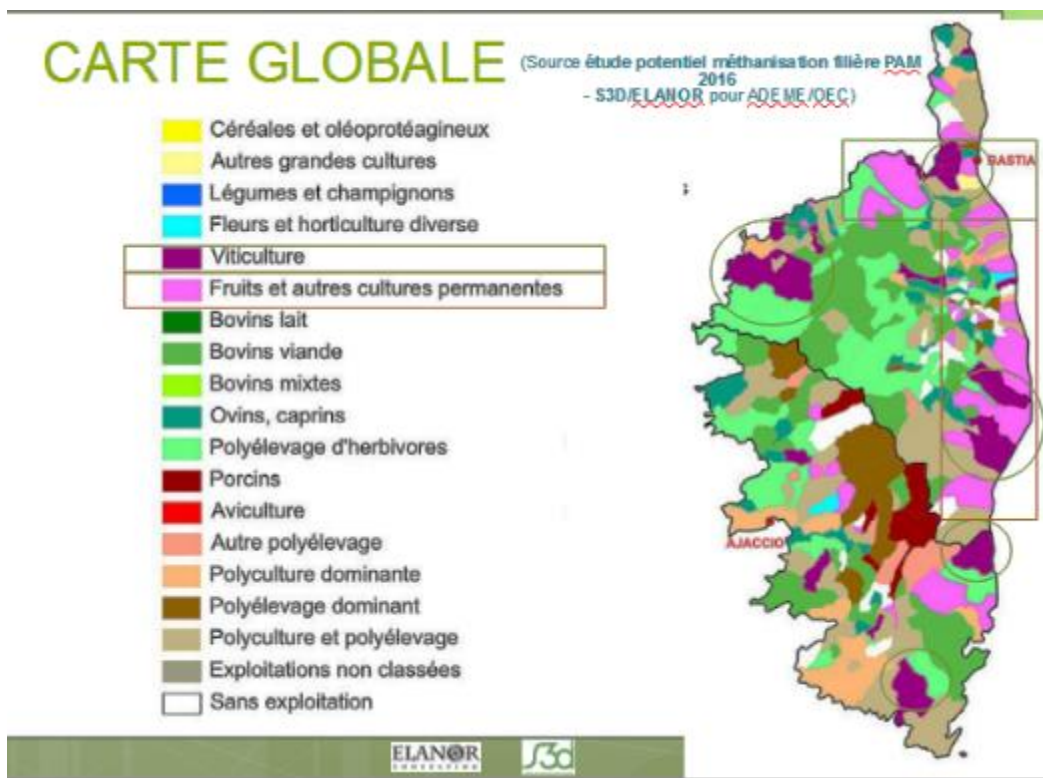 CARTE GLOBALE
(Source étude potentiel méthanisation filière PAM
2016
- S3D/ELANOR pour ADEME/OEC)
Céréales et oléoprotéagineux
Autres grandes cultures
Légumes et champignons
Fleurs et horticulture diverse
Viticulture
Fruits et autres cultures permanentes
Bovins lait
Bovins viande
Bovins mixtes
Ovins, caprins
Polyélevage d'herbivores
Porcins
Aviculture
Autre polyélevage
Polyculture dominante
Polyélevage dominant
Polyculture et polyélevage
Exploitations non classées
Sans exploitation
BASTIA
AJACCIO
ELANOR
CONSULTING
S3d